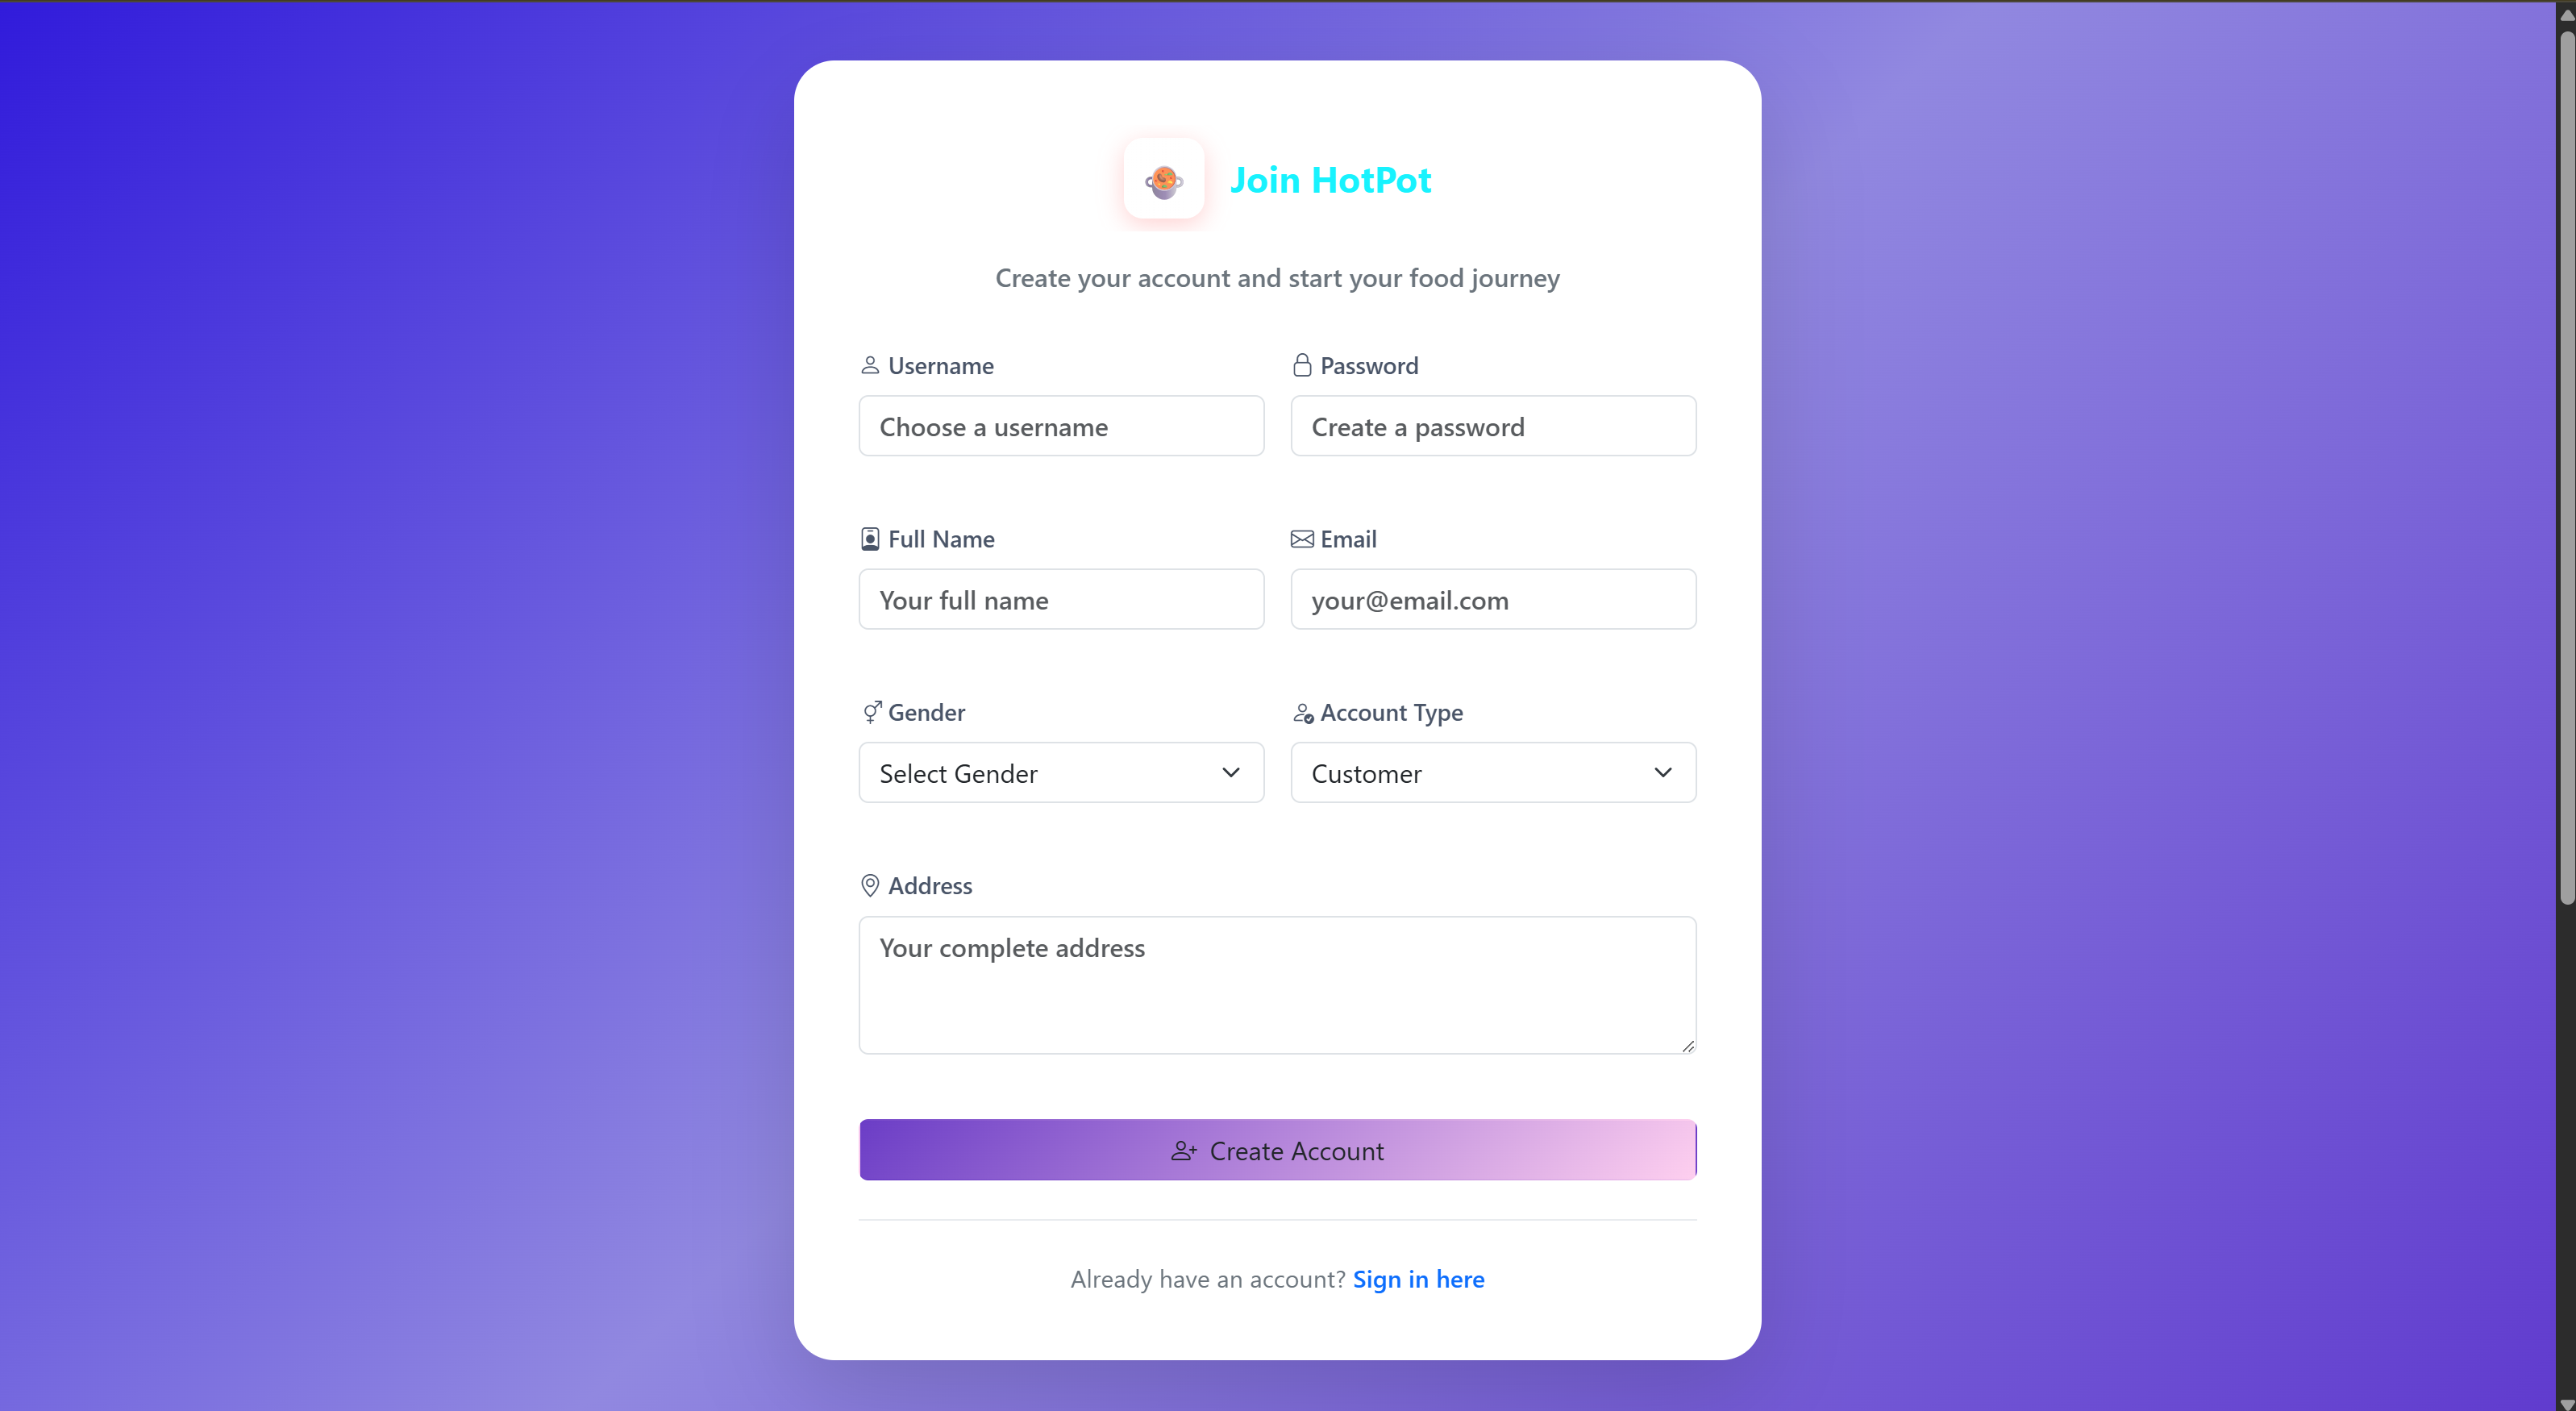 Join HotPot
Create your account and start your food journey
Username
Password
Choose a username
Create a password
Full Name
Email
Your full name
your@email.com
Gender
Account Type
Select Gender
Customer
Address
Your complete address
Create Account
Already have an account? Sign in here